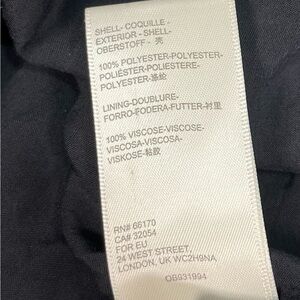 SHELL- COQUILLE -
EXTERIOR - SHELL-
OBERSTOFF - 壳
100% POLYESTER-POLYESTER-
POLIÉSTER-POLIESTERE-
POLYESTER-涤纶
LINING-DOUBLURE-
FORRO-FODERA-FUTTER-衬里
100% VISCOSE-VISCOSE-
VISCOSA-VISCOSA-
VISKOSE-粘胶
RN# 66170
CA# 32054
FOR EU
24 WEST STREET,
LONDON, UK WC2H9NA
OB931994